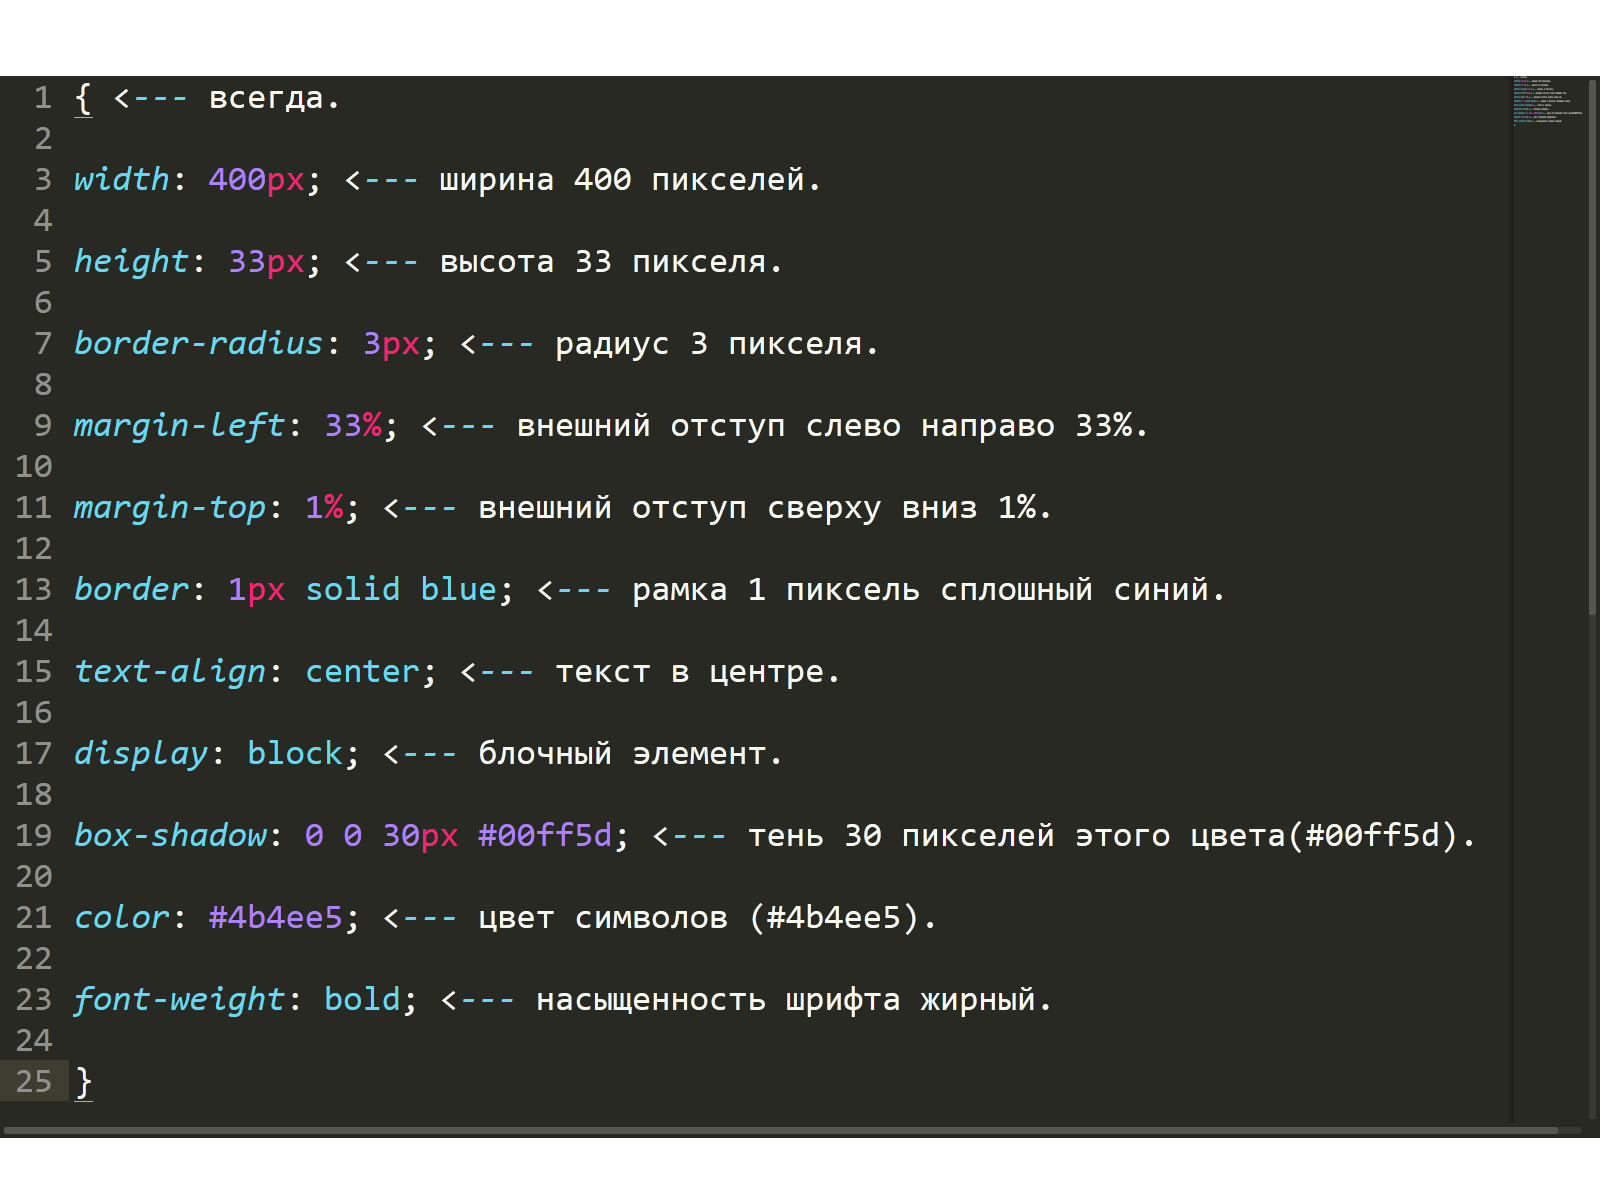 1 { <--- всегда.
2
3 width: 400px; <--- ширина 400 пикселей.
4
5 height: 33px; <--- высота 33 пикселя.
6
7 border-radius: 3px; <--- радиус 3 пикселя.
8
9 margin-left: 33%; <--- внешний отступ слево направо 33%.
10
11 margin-top: 1%; <--- внешний отступ сверху вниз 1%.
12
13 border: 1px solid blue; <--- рамка 1 пиксель сплошный синий.
14
15 text-align: center; <--- текст в центре.
16
17 display: block; <--- блочный элемент.
18
19 box-shadow: 0 0 30px #00ff5d; <--- тень 30 пикселей этого цвета(#00ff5d).
20
21 color: #4b4ee5; <--- цвет символов (#4b4ee5).
22
23 font-weight: bold; <--- насыщенность шрифта жирный.
24
25 }